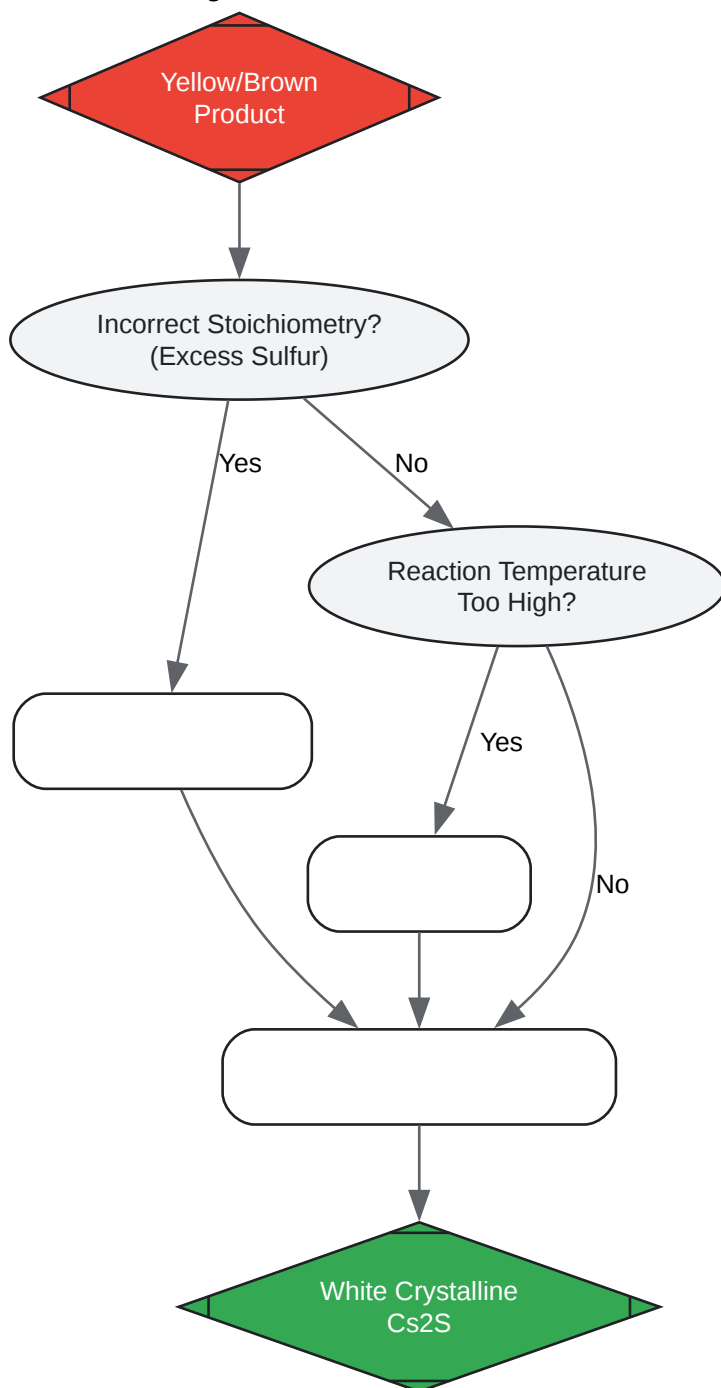 Yellow/Brown
Product
Incorrect Stoichiometry?
(Excess Sulfur)
Yes
No
Reaction Temperature
Too High?
Yes
No
White Crystalline
Cs2S